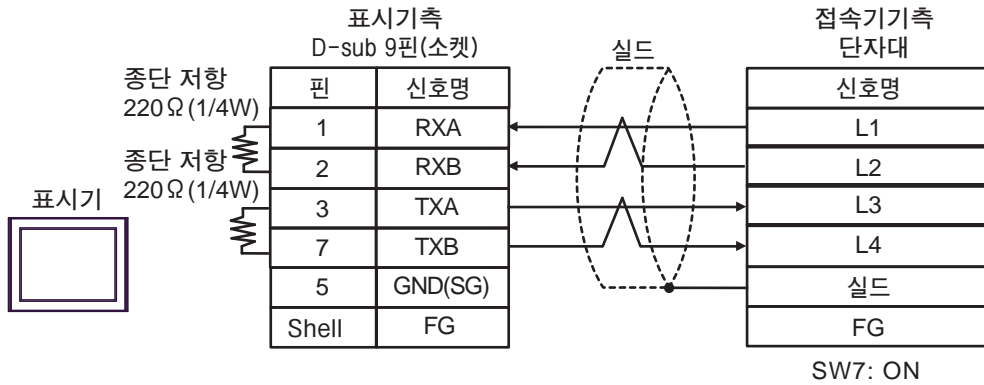 표시기측
D-sub 9핀(소켓)
접속기기측
단자대
실드
종단 저항
220Ω(1/4W)
종단 저항
220Ω(1/4W)
표시기
핀 신호명
1 RXA
2 RXB
3 TXA
7 TXB
5 GND(SG)
Shell FG
신호명
L1
L2
L3
L4
실드
FG
SW7: ON